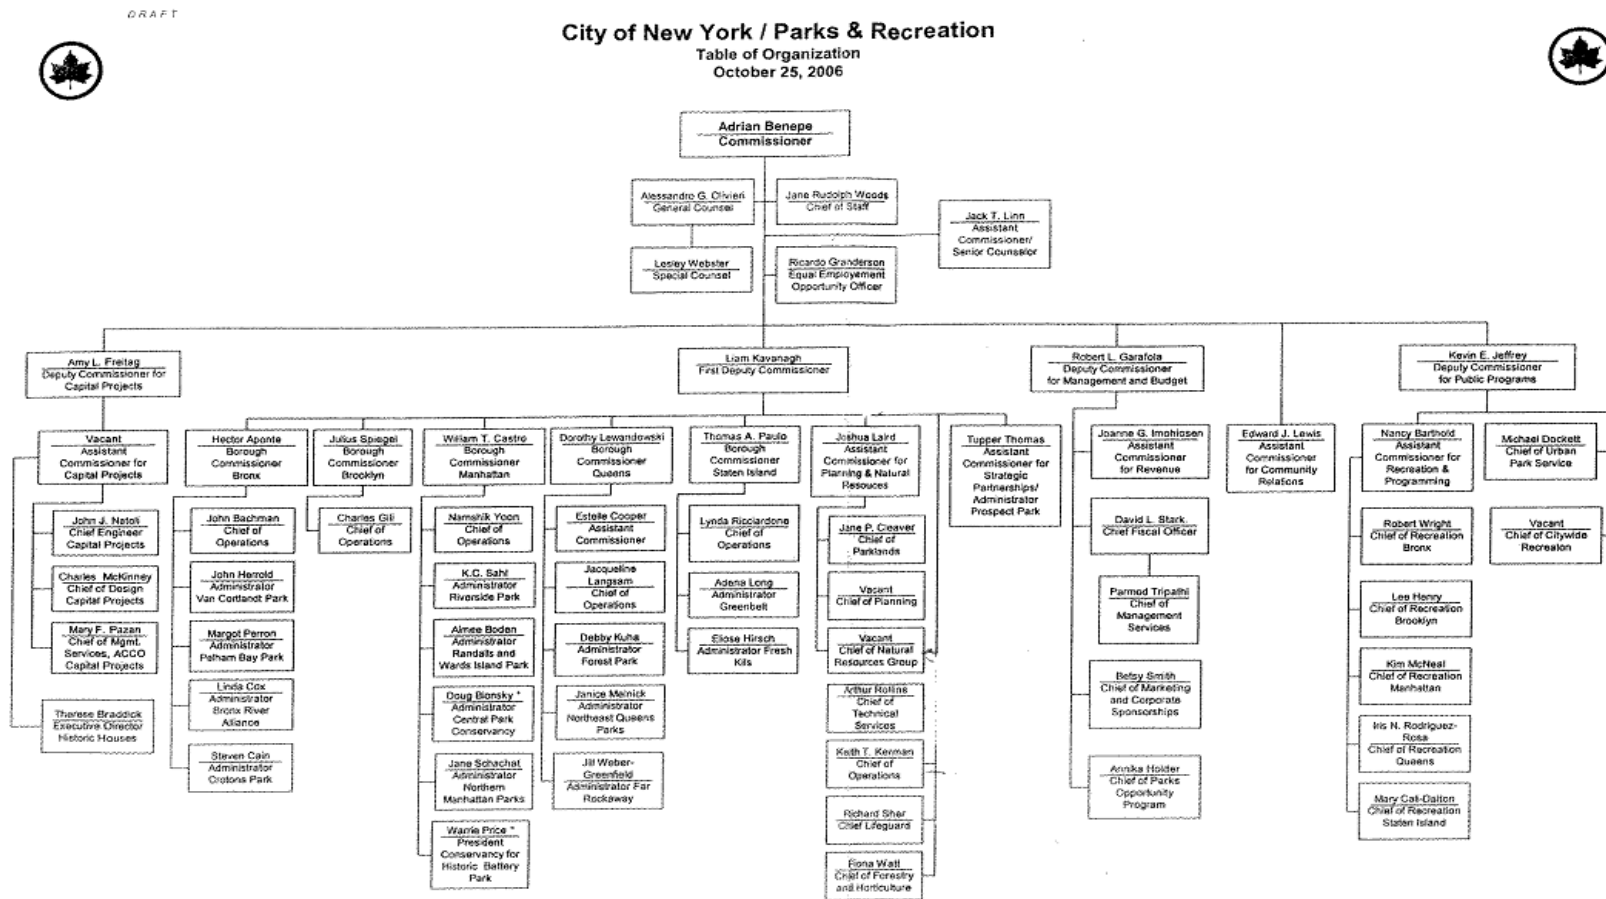 DRAFT
City of New York / Parks & Recreation
Table of Organization
October 25, 2006
Adrian Benepe
Commissioner
Alessandro G. Olivieri
General Counsel
Jane Rudolph Woods
Chief of Staff
Jack T. Linn
Assistant
Commissioner/
Senior Counselor
Lesley Webster
Special Counsel
Ricardo Granderson
Equal Employement
Opportunity Officer
Amy L. Freitag
Deputy Commissioner for
Capital Projects
Liam Kavanagh
First Deputy Commissioner
Robert L. Garafola
Deputy Commissioner
for Management and Budget
Kevin E. Jeffrey
Deputy Commissioner
for Public Programs
Vacant
Assistant
Commissioner for
Capital Projects
Hector Aponte
Borough
Commissioner
Bronx
Julius Spiegel
Borough
Commissioner
Brooklyn
William T. Castro
Borough
Commissioner
Manhattan
Dorothy Lewandowski
Borough
Commissioner
Queens
Thomas A. Paulo
Borough
Commissioner
Staten Island
Joshua Laird
Assistant
Commissioner for
Planning & Natural
Resouces
Tupper Thomas
Assistant
Commissioner for
Strategic
Partnerships/
Administrator
Prospect Park
Joanne G. Imohiosen
Assistant
Commissioner
for Revenue
Edward J. Lewis
Assistant
Commissioner
for Community
Relations
Nancy Barthold
Assistant
Commissioner for
Recreation &
Programming
Michael Dockett
Chief of Urban
Park Service
John J. Natoli
Chief Engineer
Capital Projects
Charles McKinney
Chief of Design
Capital Projects
Mary F. Pazan
Chief of Mgmt.
Services, ACCO
Capital Projects
Therese Braddick
Executive Director
Historic Houses
John Bachman
Chief of
Operations
John Herrold
Administrator
Van Cortlandt Park
Margot Perron
Administrator
Pelham Bay Park
Linda Cox
Administrator
Bronx River
Alliance
Steven Cain
Administrator
Crotona Park
Charles Gili
Chief of
Operations
Namshik Yoon
Chief of
Operations
K.C. Sahl
Administrator
Riverside Park
Aimee Boden
Administrator
Randalls and
Wards Island Park
Doug Blonsky *
Administrator
Central Park
Conservancy
Jane Schachat
Administrator
Northern
Manhattan Parks
Warrie Price *
President
Conservancy for
Historic Battery
Park
Estelle Cooper
Assistant
Commissioner
Jacqueline
Langsam
Chief of
Operations
Debby Kuha
Administrator
Forest Park
Janice Melnick
Administrator
Northeast Queens
Parks
Jill Weber-
Greenfield
Administrator Far
Rockaway
Lynda Ricciardone
Chief of
Operations
Adena Long
Administrator
Greenbelt
Eliose Hirsch
Administrator Fresh
Kils
Jane P. Cleaver
Chief of
Parklands
Vacant
Chief of Planning
Vacant
Chief of Natural
Resources Group
Arthur Rollins
Chief of
Technical
Services
Keith T. Kerman
Chief of
Operations
Richard Sher
Chief Lifeguard
Fiona Watt
Chief of Forestry
and Horticulture
David L. Stark
Chief Fiscal Officer
Parmod Tripathi
Chief of
Management
Services
Betsy Smith
Chief of Marketing
and Corporate
Sponsorships
Annika Holder
Chief of Parks
Opportunity
Program
Robert Wright
Chief of Recreation
Bronx
Lee Henry
Chief of Recreation
Brooklyn
Kim McNeal
Chief of Recreation
Manhattan
Iris N. Rodriguez-
Rosa
Chief of Recreation
Queens
Mary Call-Dalton
Chief of Recreation
Staten Island
Vacant
Chief of Citywide
Recreaton